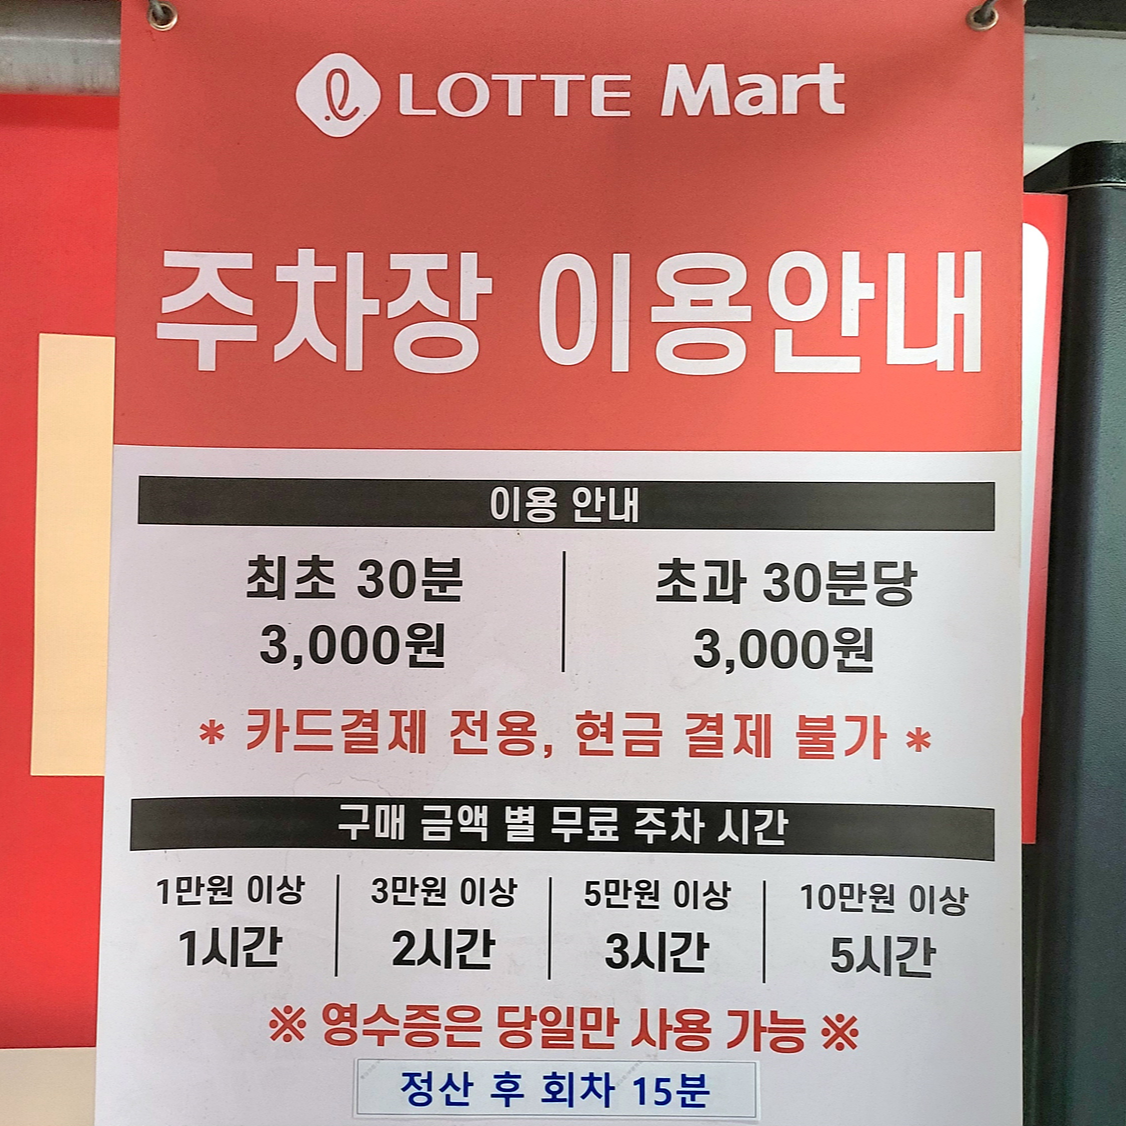 LOTTE Mart
주차장 이용안내
이용 안내
최초 30분
3,000원
초과 30분당
3,000원
* 카드결제 전용, 현금 결제 불가 *
구매 금액 별 무료 주차 시간
1만원 이상
1시간
3만원 이상
2시간
5만원 이상
3시간
10만원 이상
5시간
※ 영수증은 당일만 사용 가능 ※
정산 후 회차 15분